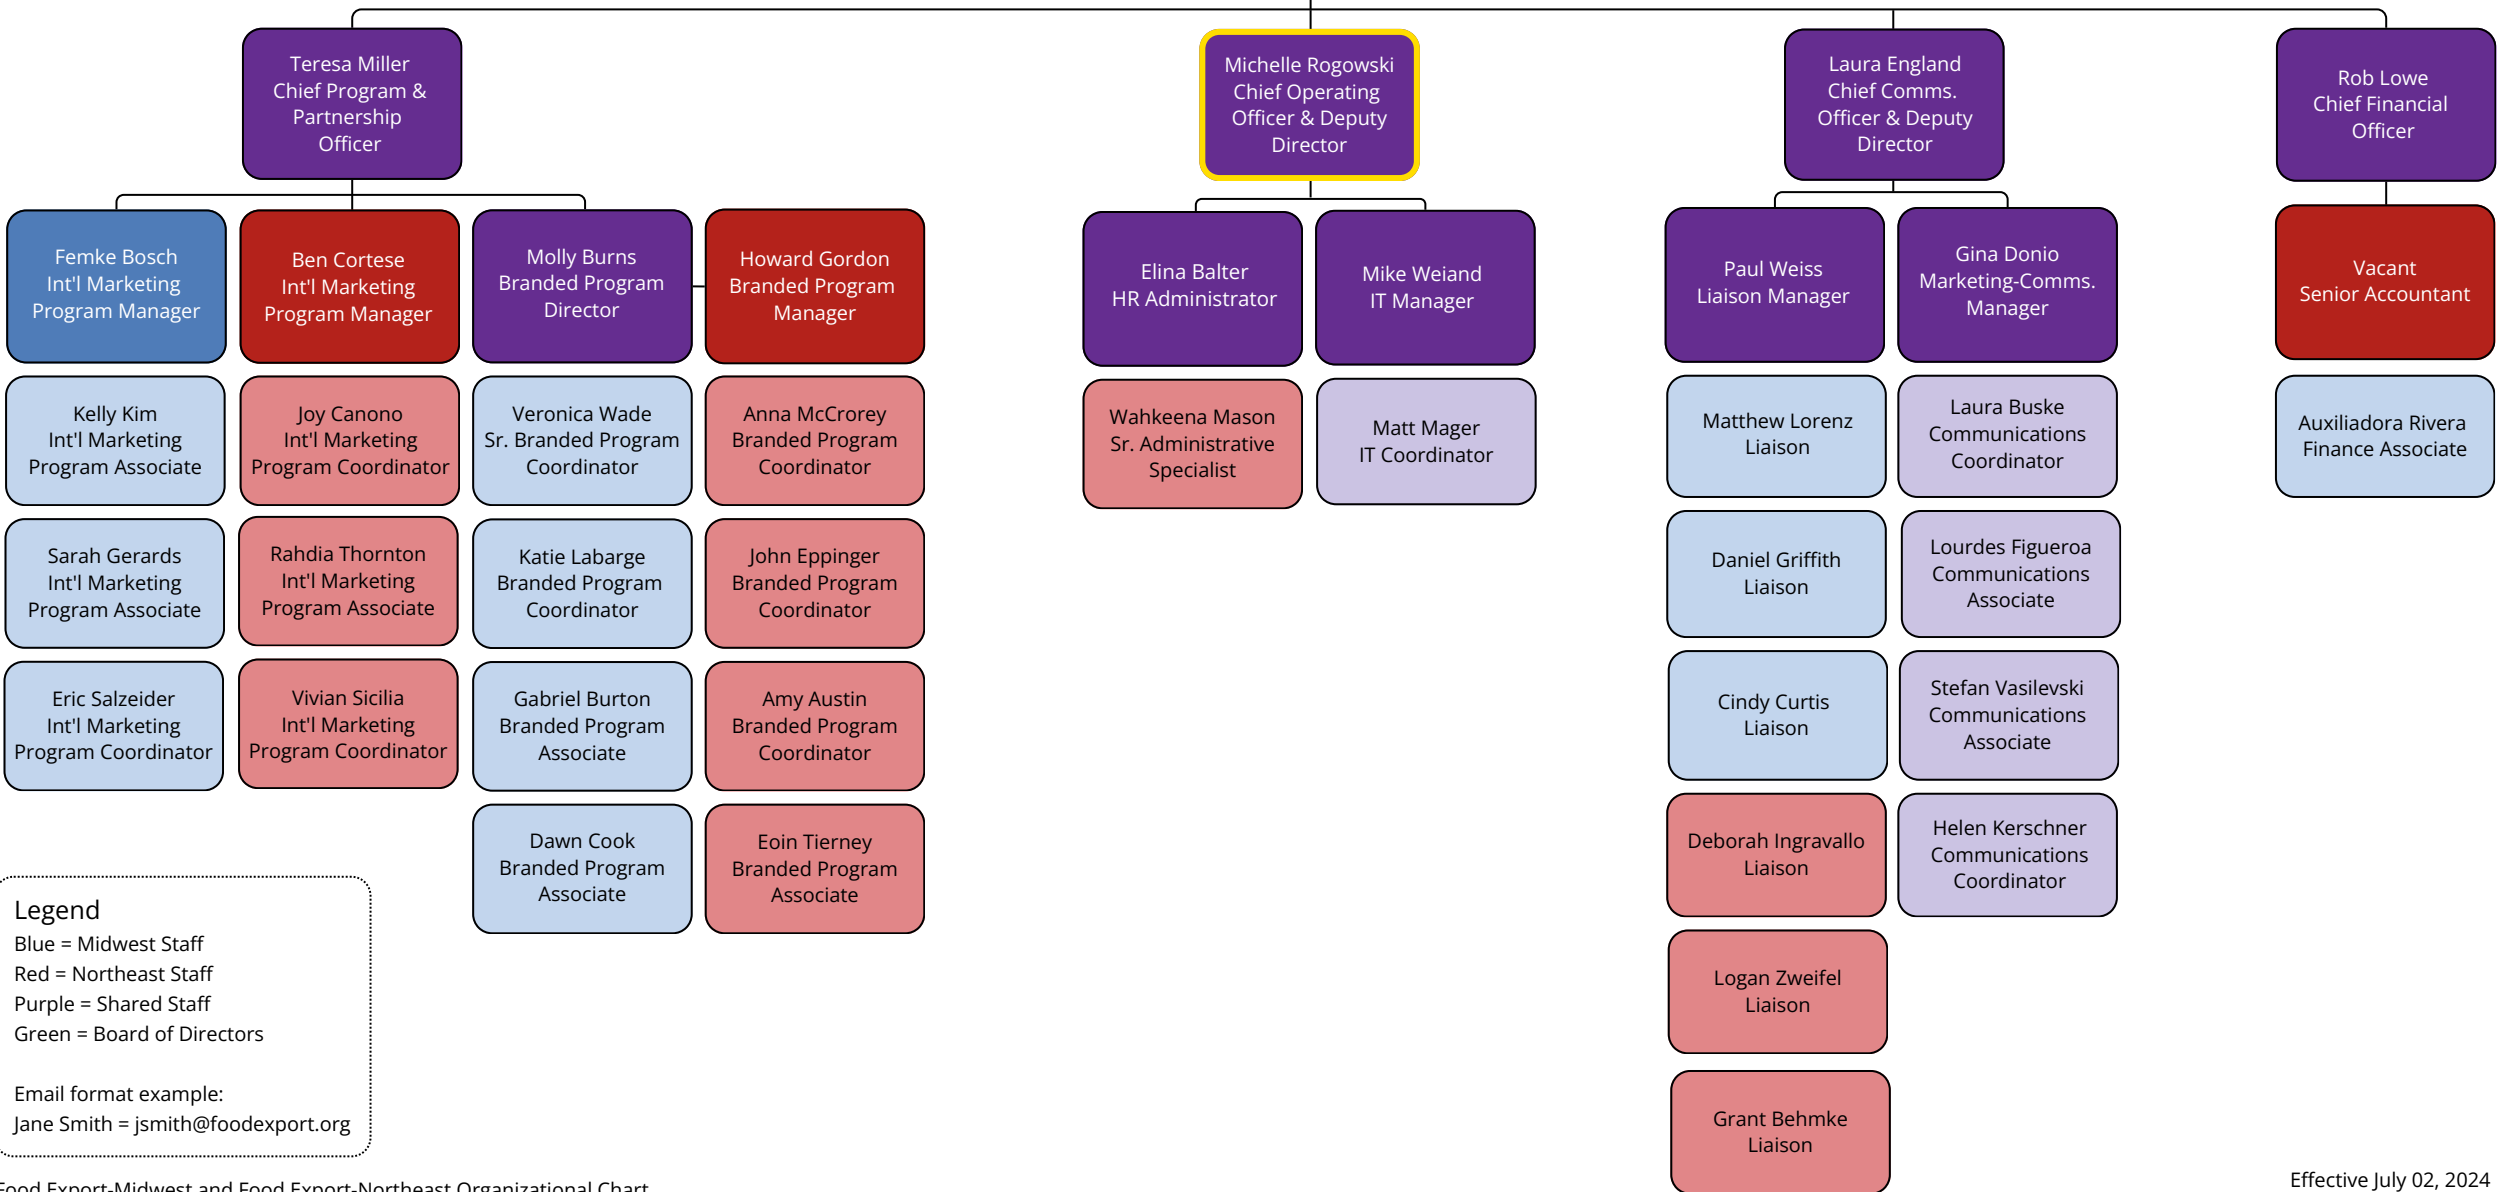 Teresa Miller
Chief Program &
Partnership
Officer
Michelle Rogowski
Chief Operating
Officer & Deputy
Director
Laura England
Chief Comms.
Officer & Deputy
Director
Rob Lowe
Chief Financial
Officer
Femke Bosch
Int'l Marketing
Program Manager
Ben Cortese
Int'l Marketing
Program Manager
Molly Burns
Branded Program
Director
Howard Gordon
Branded Program
Manager
Elina Balter
HR Administrator
Mike Weiand
IT Manager
Paul Weiss
Liaison Manager
Gina Donio
Marketing-Comms.
Manager
Vacant
Senior Accountant
Kelly Kim
Int'l Marketing
Program Associate
Joy Canono
Int'l Marketing
Program Coordinator
Veronica Wade
Sr. Branded Program
Coordinator
Anna McCrorey
Branded Program
Coordinator
Wahkeena Mason
Sr. Administrative
Specialist
Matt Mager
IT Coordinator
Matthew Lorenz
Liaison
Laura Buske
Communications
Coordinator
Auxiliadora Rivera
Finance Associate
Sarah Gerards
Int'l Marketing
Program Associate
Rahdia Thornton
Int'l Marketing
Program Associate
Katie Labarge
Branded Program
Coordinator
John Eppinger
Branded Program
Coordinator
Daniel Griffith
Liaison
Lourdes Figueroa
Communications
Associate
Eric Salzeider
Int'l Marketing
Program Coordinator
Vivian Sicilia
Int'l Marketing
Program Coordinator
Gabriel Burton
Branded Program
Associate
Amy Austin
Branded Program
Coordinator
Cindy Curtis
Liaison
Stefan Vasilevski
Communications
Associate
Dawn Cook
Branded Program
Associate
Eoin Tierney
Branded Program
Associate
Deborah Ingravallo
Liaison
Helen Kerschner
Communications
Coordinator
Logan Zweifel
Liaison
Grant Behmke
Liaison
Legend
Blue = Midwest Staff
Red = Northeast Staff
Purple = Shared Staff
Green = Board of Directors
Email format example:
Jane Smith = jsmith@foodexport.org
Food Export-Midwest and Food Export-Northeast Organizational Chart
Effective July 02, 2024